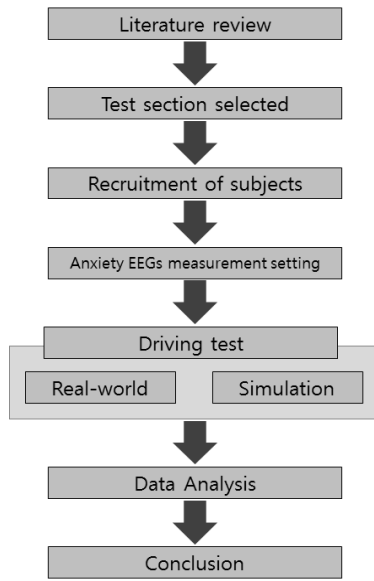 Literature review
Test section selected
Recruitment of subjects
Anxiety EEGs measurement setting
Driving test
Real-world
Simulation
Data Analysis
Conclusion